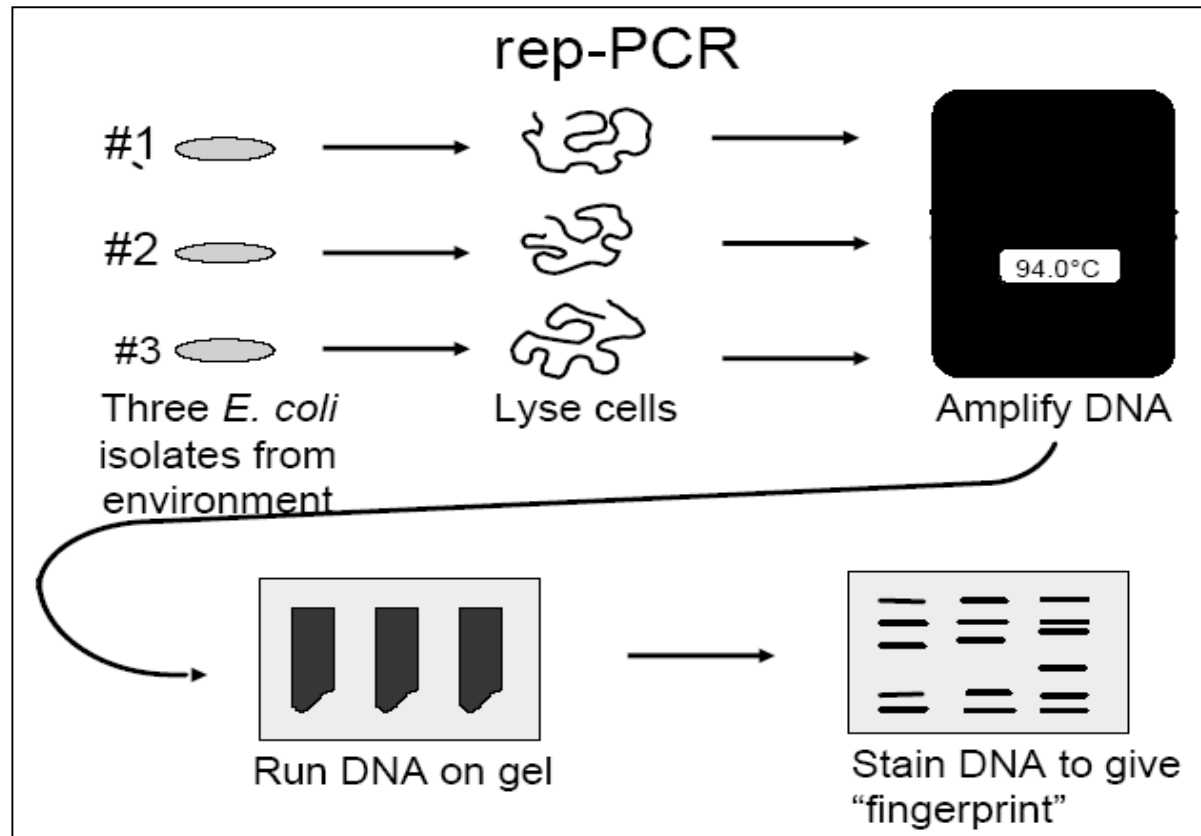 rep-PCR
#1
#2
#3
94.0°C
Three E. coli
isolates from
environment
Lyse cells
Amplify DNA
Run DNA on gel
Stain DNA to give
“fingerprint”